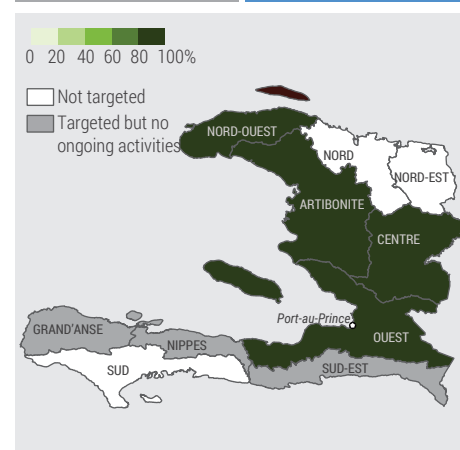 0 20 40 60 80 100%
Not targeted
Targeted but no
ongoing activities
NORD-OUEST
NORD
NORD-EST
ARTIBONITE
CENTRE
Port-au-Prince
GRAND'ANSE
NIPPES
OUEST
SUD
SUD-EST